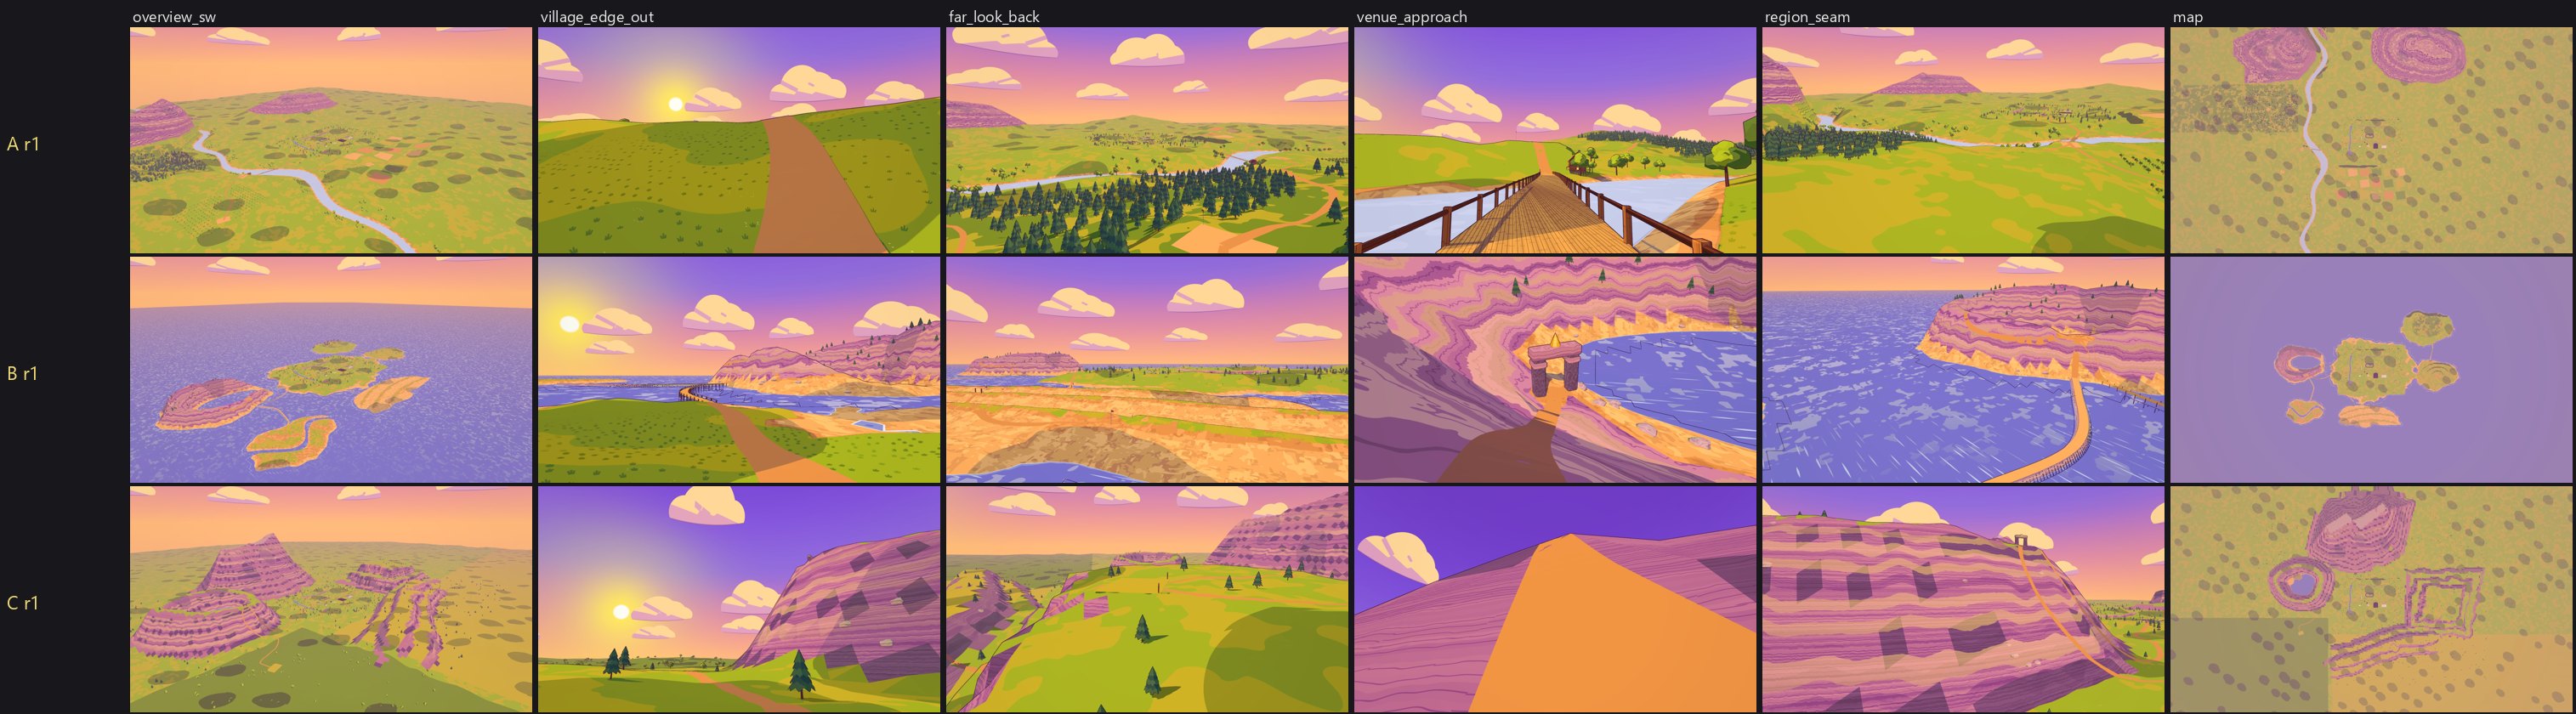 overview_sw village_edge_out far_look_back venue_approach region_seam map
A r1
B r1
C r1